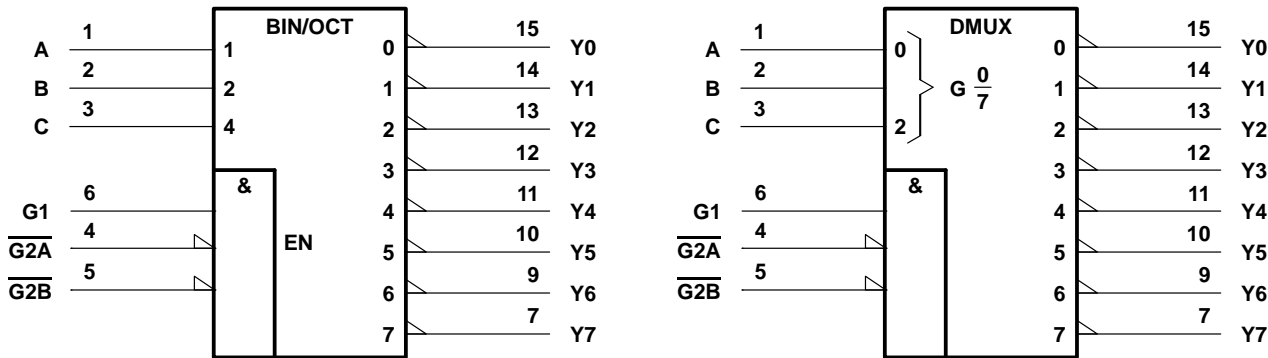 BIN/OCT
1 15
A 1 0 Y0
2 14
B 2 1 Y1
3 13
C 4 2 Y2
12
3 Y3
&
6 11
G1 4 Y4
4 10
G2A EN 5 Y5
5 9
G2B 6 Y6
7
7 Y7
DMUX
1 15
A 0 0 Y0
2 14
B G 0/7 1 Y1
3 13
C 2 2 Y2
12
3 Y3
&
6 11
G1 4 Y4
4 10
G2A 5 Y5
5 9
G2B 6 Y6
7
7 Y7